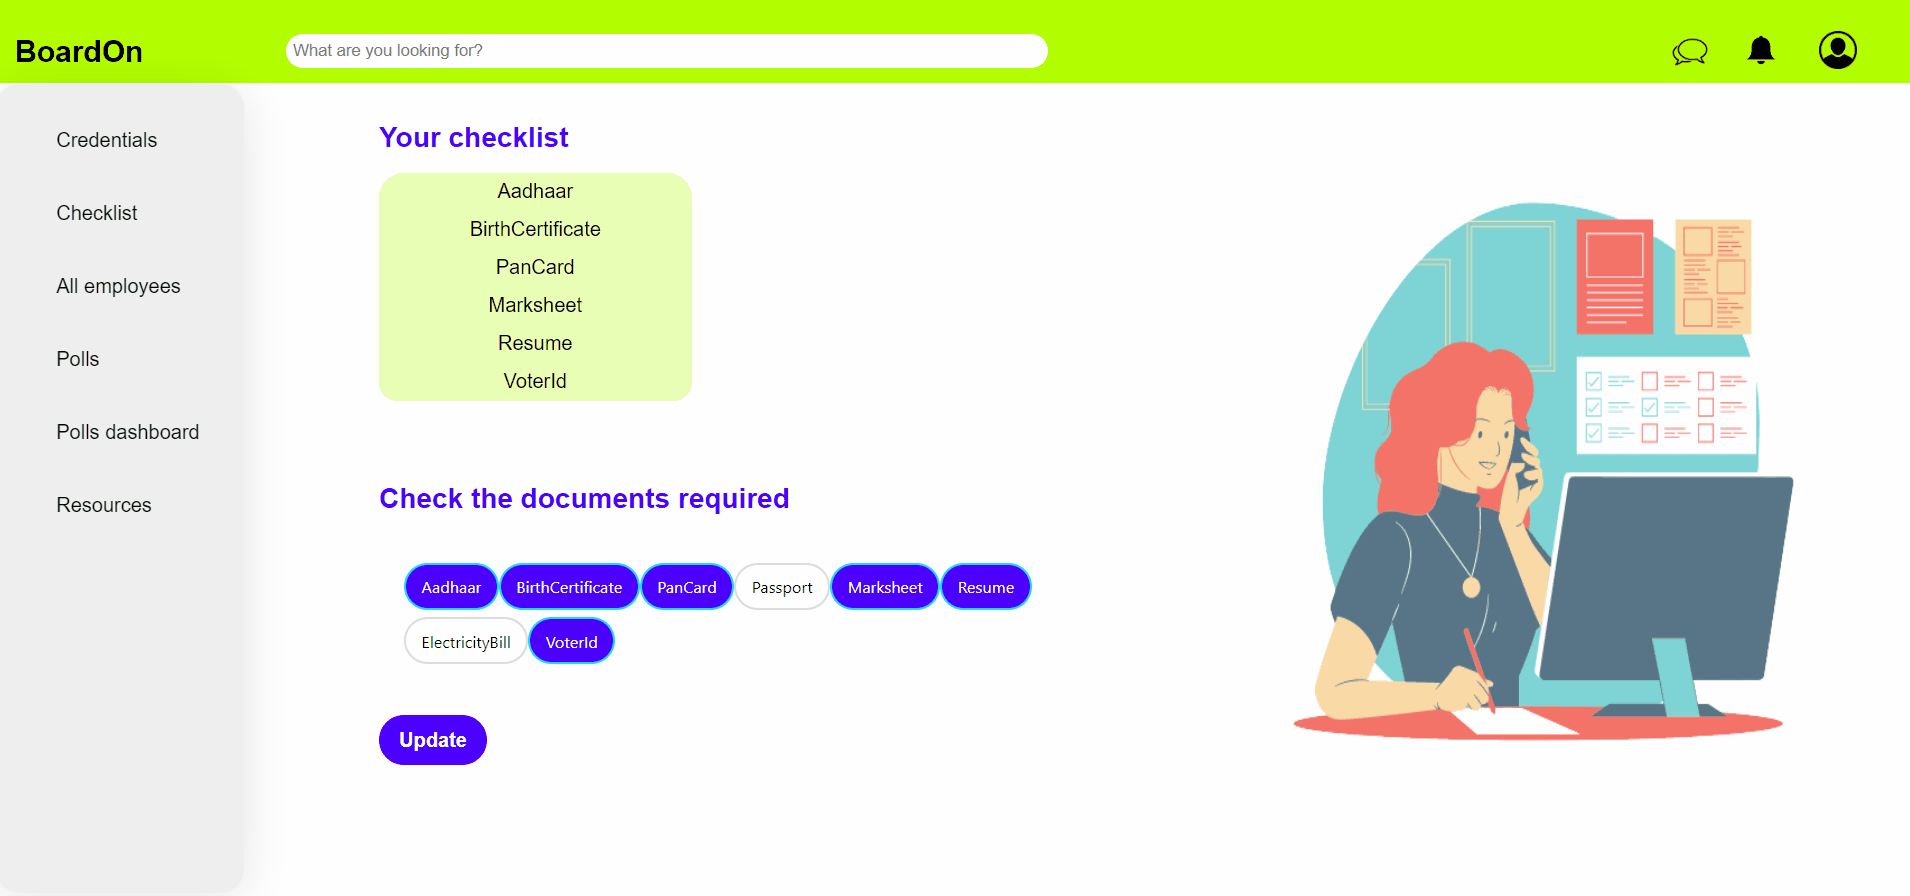 BoardOn
What are you looking for?
Credentials
Checklist
All employees
Polls
Polls dashboard
Resources
Your checklist
Aadhaar
BirthCertificate
PanCard
Marksheet
Resume
VoterId
Check the documents required
Aadhaar BirthCertificate PanCard Passport Marksheet Resume
ElectricityBill VoterId
Update